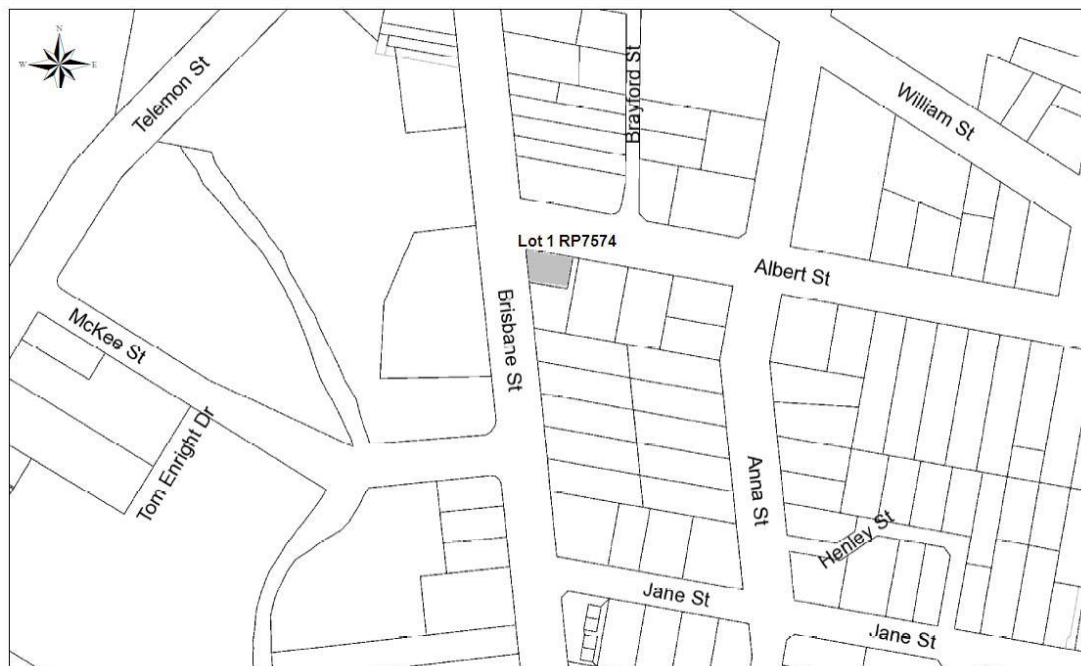 N
W E
S
Telemon St
Brayford St
William St
Lot 1 RP7574
Albert St
McKee St
Brisbane St
Tom Enright Dr
Anna St
Henley St
Jane St
Jane St